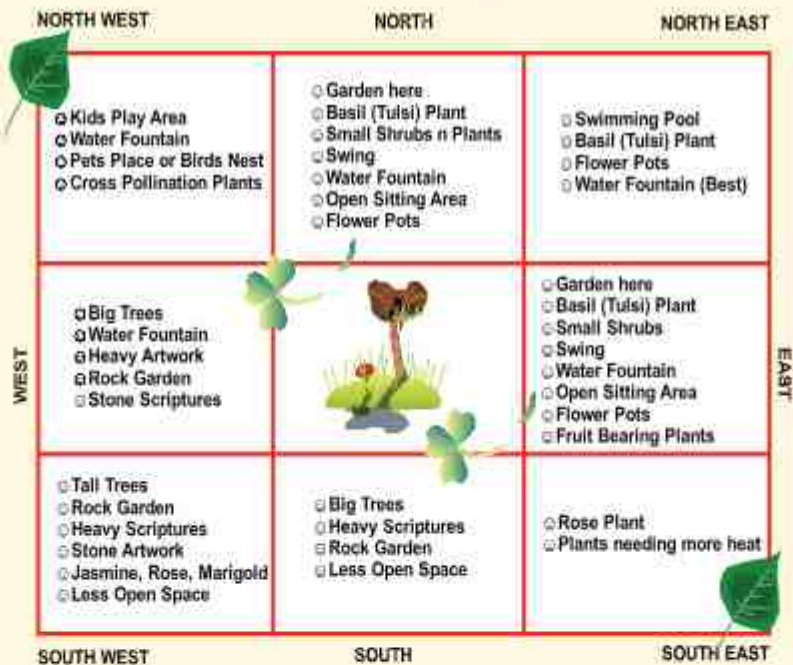 NORTH WEST
NORTH
NORTH EAST
Kids Play Area
Water Fountain
Pets Place or Birds Nest
Cross Pollination Plants
Garden here
Basil (Tulsi) Plant
Small Shrubs n Plants
Swing
Water Fountain
Open Sitting Area
Flower Pots
Swimming Pool
Basil (Tulsi) Plant
Flower Pots
Water Fountain (Best)
WEST
Big Trees
Water Fountain
Heavy Artwork
Rock Garden
Stone Scriptures
Garden here
Basil (Tulsi) Plant
Small Shrubs
Swing
Water Fountain
Open Sitting Area
Flower Pots
Fruit Bearing Plants
EAST
Tall Trees
Rock Garden
Heavy Scriptures
Stone Artwork
Jasmine, Rose, Marigold
Less Open Space
Big Trees
Heavy Scriptures
Rock Garden
Less Open Space
Rose Plant
Plants needing more heat
SOUTH WEST
SOUTH
SOUTH EAST